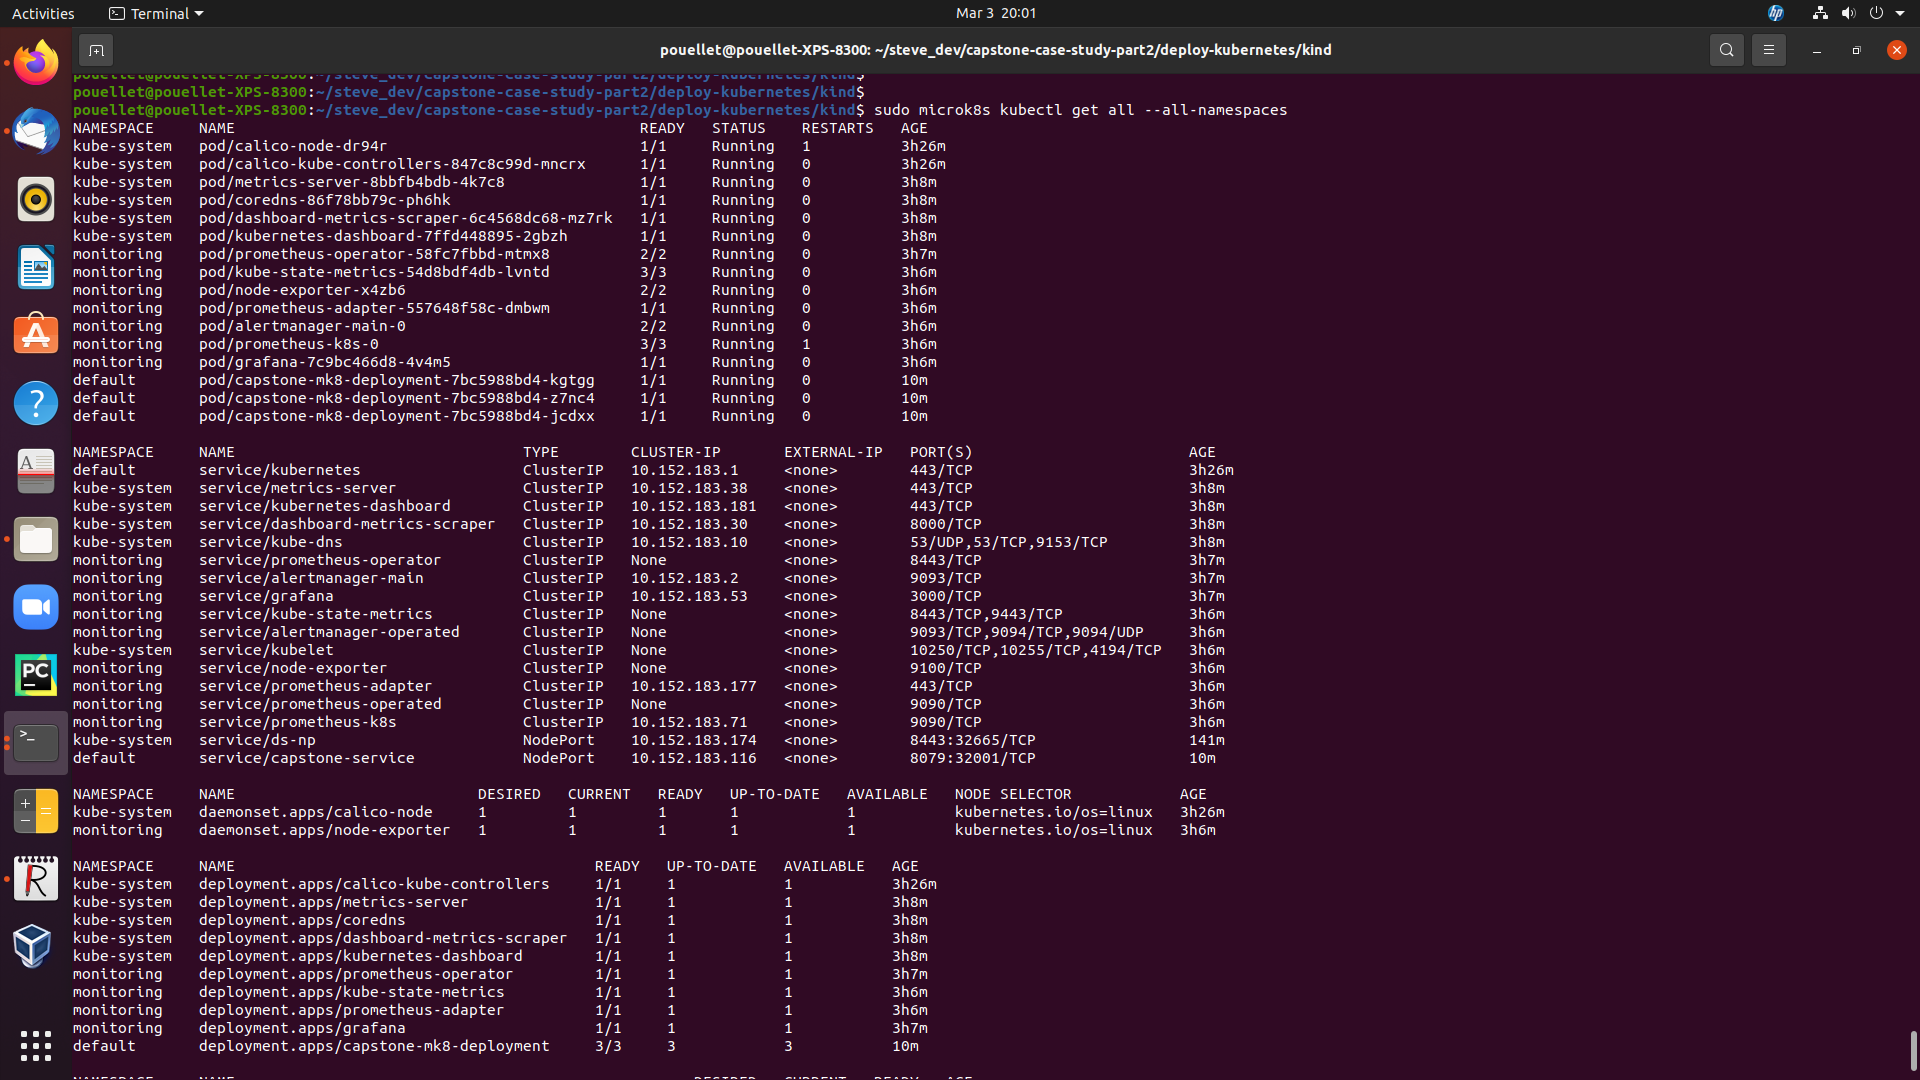 Activities
Terminal
Mar 3 20:01
hp
pouellet@pouellet-XPS-8300: ~/steve_dev/capstone-case-study-part2/deploy-kubernetes/kind
pouellet@pouellet-XPS-8300:~/steve_dev/capstone-case-study-part2/deploy-kubernetes/kind$
pouellet@pouellet-XPS-8300:~/steve_dev/capstone-case-study-part2/deploy-kubernetes/kind$
pouellet@pouellet-XPS-8300:~/steve_dev/capstone-case-study-part2/deploy-kubernetes/kind$ sudo microk8s kubectl get all --all-namespaces
NAMESPACE NAME READY STATUS RESTARTS AGE
kube-system pod/calico-node-dr94r 1/1 Running 1 3h26m
kube-system pod/calico-kube-controllers-847c8c99d-mncrx 1/1 Running 0 3h26m
kube-system pod/metrics-server-8bbfb4bdb-4k7c8 1/1 Running 0 3h8m
kube-system pod/coredns-86f78bb79c-ph6hk 1/1 Running 0 3h8m
kube-system pod/dashboard-metrics-scraper-6c4568dc68-mz7rk 1/1 Running 0 3h8m
kube-system pod/kubernetes-dashboard-7ffd448895-2gbzh 1/1 Running 0 3h8m
monitoring pod/prometheus-operator-58fc7fbbd-mtmx8 2/2 Running 0 3h7m
monitoring pod/kube-state-metrics-54d8bdf4db-lvntd 3/3 Running 0 3h6m
monitoring pod/node-exporter-x4zb6 2/2 Running 0 3h6m
monitoring pod/prometheus-adapter-557648f58c-dmbwm 1/1 Running 0 3h6m
monitoring pod/alertmanager-main-0 2/2 Running 0 3h6m
monitoring pod/prometheus-k8s-0 3/3 Running 1 3h6m
monitoring pod/grafana-7c9bc466d8-4v4m5 1/1 Running 0 3h6m
default pod/capstone-mk8-deployment-7bc5988bd4-kgtgg 1/1 Running 0 10m
default pod/capstone-mk8-deployment-7bc5988bd4-z7nc4 1/1 Running 0 10m
default pod/capstone-mk8-deployment-7bc5988bd4-jcdxx 1/1 Running 0 10m
NAMESPACE NAME TYPE CLUSTER-IP EXTERNAL-IP PORT(S) AGE
default service/kubernetes ClusterIP 10.152.183.1 <none> 443/TCP 3h26m
kube-system service/metrics-server ClusterIP 10.152.183.38 <none> 443/TCP 3h8m
kube-system service/kubernetes-dashboard ClusterIP 10.152.183.181 <none> 443/TCP 3h8m
kube-system service/dashboard-metrics-scraper ClusterIP 10.152.183.30 <none> 8000/TCP 3h8m
kube-system service/kube-dns ClusterIP 10.152.183.10 <none> 53/UDP,53/TCP,9153/TCP 3h8m
monitoring service/prometheus-operator ClusterIP None <none> 8443/TCP 3h7m
monitoring service/alertmanager-main ClusterIP 10.152.183.2 <none> 9093/TCP 3h7m
monitoring service/grafana ClusterIP 10.152.183.53 <none> 3000/TCP 3h7m
monitoring service/kube-state-metrics ClusterIP None <none> 8443/TCP,9443/TCP 3h6m
monitoring service/alertmanager-operated ClusterIP None <none> 9093/TCP,9094/TCP,9094/UDP 3h6m
kube-system service/kubelet ClusterIP None <none> 10250/TCP,10255/TCP,4194/TCP 3h6m
monitoring service/node-exporter ClusterIP None <none> 9100/TCP 3h6m
monitoring service/prometheus-adapter ClusterIP 10.152.183.177 <none> 443/TCP 3h6m
monitoring service/prometheus-operated ClusterIP None <none> 9090/TCP 3h6m
monitoring service/prometheus-k8s ClusterIP 10.152.183.71 <none> 9090/TCP 3h6m
kube-system service/ds-np NodePort 10.152.183.174 <none> 8443:32665/TCP 141m
default service/capstone-service NodePort 10.152.183.116 <none> 8079:32001/TCP 10m
NAMESPACE NAME DESIRED CURRENT READY UP-TO-DATE AVAILABLE NODE SELECTOR AGE
kube-system daemonset.apps/calico-node 1 1 1 1 1 kubernetes.io/os=linux 3h26m
monitoring daemonset.apps/node-exporter 1 1 1 1 1 kubernetes.io/os=linux 3h6m
NAMESPACE NAME READY UP-TO-DATE AVAILABLE AGE
kube-system deployment.apps/calico-kube-controllers 1/1 1 1 3h26m
kube-system deployment.apps/metrics-server 1/1 1 1 3h8m
kube-system deployment.apps/coredns 1/1 1 1 3h8m
kube-system deployment.apps/dashboard-metrics-scraper 1/1 1 1 3h8m
kube-system deployment.apps/kubernetes-dashboard 1/1 1 1 3h8m
monitoring deployment.apps/prometheus-operator 1/1 1 1 3h7m
monitoring deployment.apps/kube-state-metrics 1/1 1 1 3h6m
monitoring deployment.apps/prometheus-adapter 1/1 1 1 3h6m
monitoring deployment.apps/grafana 1/1 1 1 3h7m
default deployment.apps/capstone-mk8-deployment 3/3 3 3 10m
NAMESPACE NAME DESIRED CURRENT READY AGE